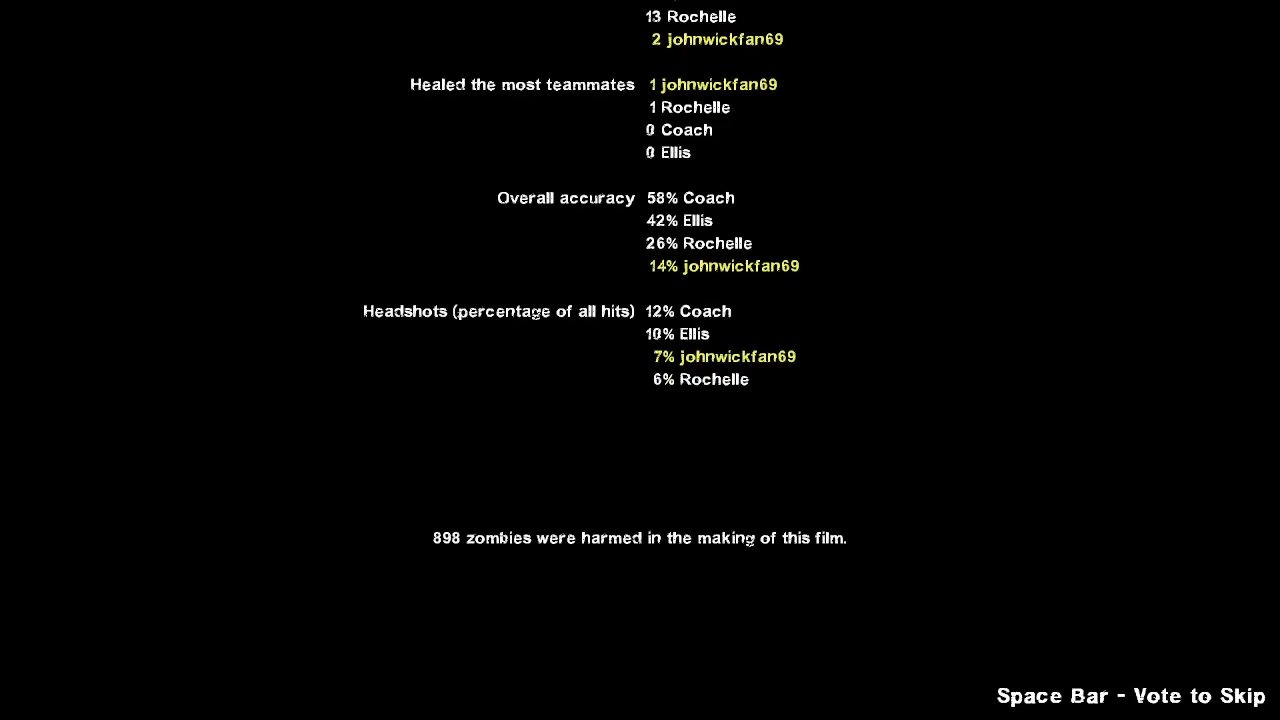 13 Rochelle
2 johnwickfan69
Healed the most teammates 1 johnwickfan69
1 Rochelle
0 Coach
0 Ellis
Overall accuracy 58% Coach
42% Ellis
26% Rochelle
14% johnwickfan69
Headshots (percentage of all hits) 12% Coach
10% Ellis
7% johnwickfan69
6% Rochelle
898 zombies were harmed in the making of this film.
Space Bar - Vote to Skip